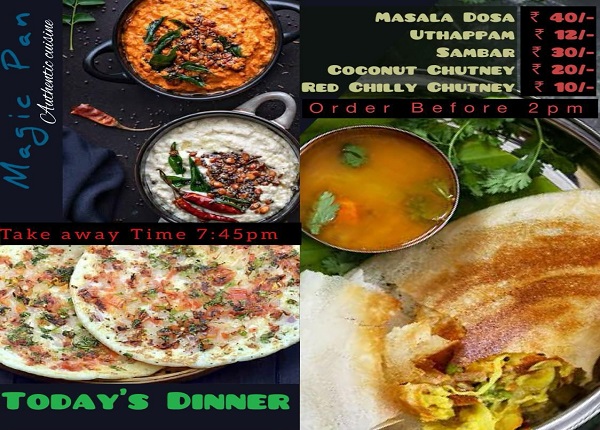 Magic Pan
Authentic cuisine
Masala Dosa ₹ 40/-
Uthappam ₹ 12/-
Sambar ₹ 30/-
Coconut Chutney ₹ 20/-
Red Chilly Chutney ₹ 10/-
Order Before 2pm
Take away Time 7:45pm
Today's Dinner